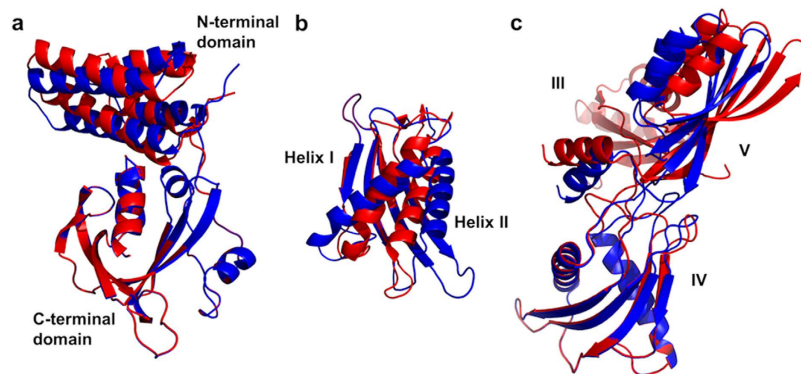 a
N-terminal
domain
C-terminal
domain
b
Helix I
Helix II
c
III
V
IV